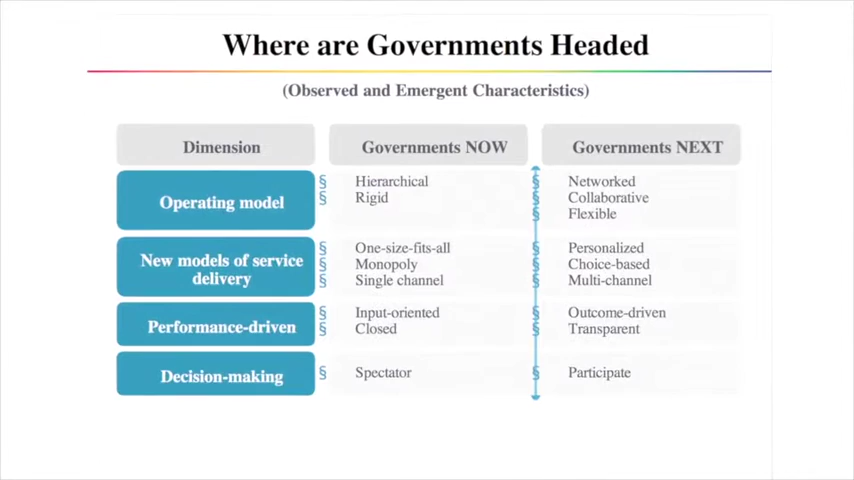 Where are Governments Headed
(Observed and Emergent Characteristics)
Dimension
Governments NOW
Governments NEXT
Operating model
§ Hierarchical
§ Rigid
§ Networked
§ Collaborative
§ Flexible
New models of service
delivery
§ One-size-fits-all
§ Monopoly
§ Single channel
§ Personalized
§ Choice-based
§ Multi-channel
Performance-driven
§ Input-oriented
§ Closed
§ Outcome-driven
§ Transparent
Decision-making
§ Spectator
§ Participate